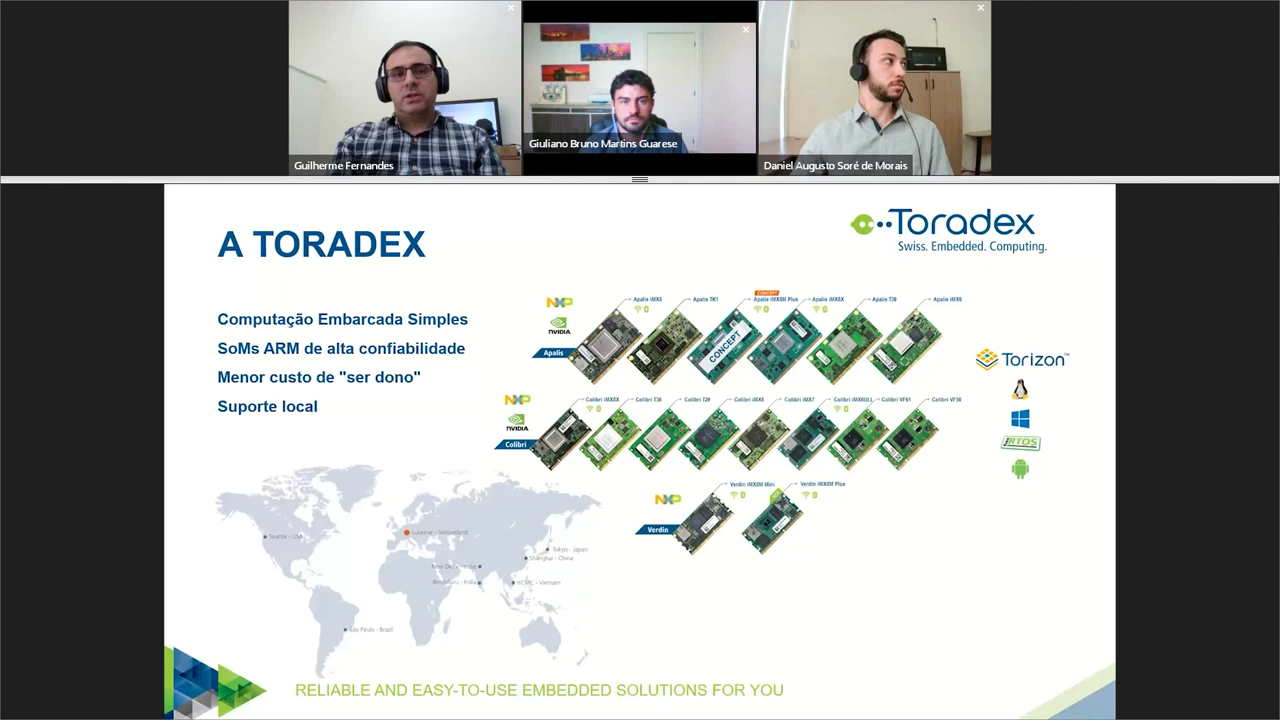 Guilherme Fernandes
Giuliano Bruno Martins Guarese
Daniel Augusto Soré de Morais
A TORADEX
Toradex
Swiss. Embedded. Computing.
Computação Embarcada Simples
SoMs ARM de alta confiabilidade
Menor custo de "ser dono"
Suporte local
NXP
NVIDIA
Apalis
Apalis iMX8
Apalis TK1
CONCEPT
Apalis iMX8M Plus
Apalis iMX8X
Apalis T30
Apalis iMX6
CONCEPT
NXP
NVIDIA
Colibri
Colibri iMX8X
Colibri T30
Colibri T20
Colibri iMX6
Colibri iMX7
Colibri iMX6ULL
Colibri VF61
Colibri VF50
NXP
Verdin
Verdin iMX8M Mini
Verdin iMX8M Plus
Torizon™
RTOS
Seattle - USA
Lucerne - Switzerland
Tokyo - Japan
Shanghai - China
New Delhi - India
Bengaluru - India
HCMC - Vietnam
São Paulo - Brazil
RELIABLE AND EASY-TO-USE EMBEDDED SOLUTIONS FOR YOU